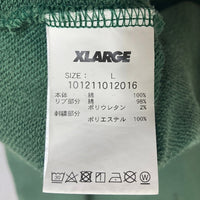 XLARGE
SIZE: L
101211012016
本体 綿 100%
リブ部分 綿 98%
ポリウレタン 2%
刺繍部分
ポリエステル 100%